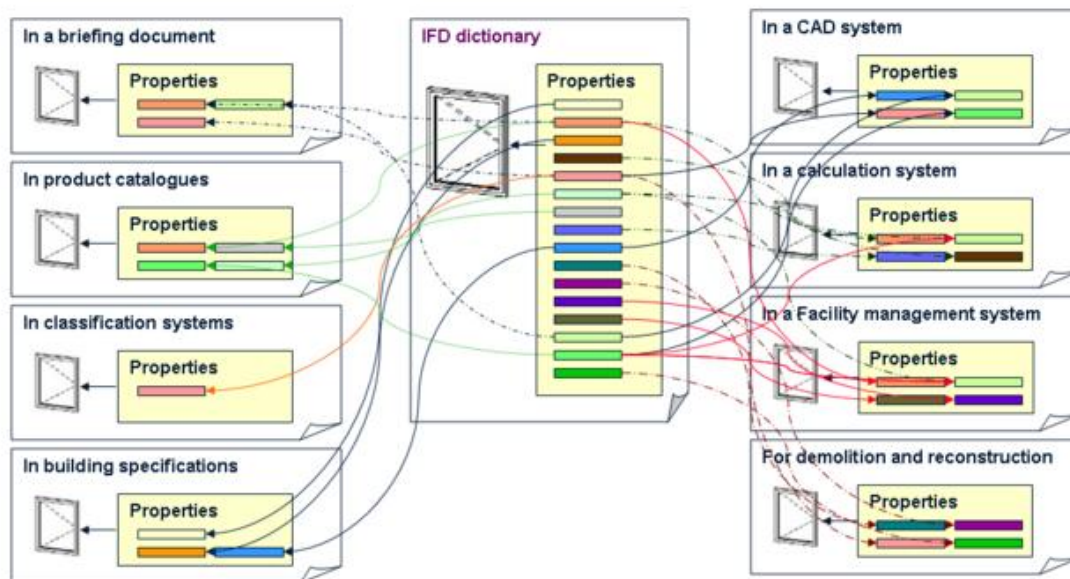 In a briefing document
Properties
In product catalogues
Properties
In classification systems
Properties
In building specifications
Properties
IFD dictionary
Properties
In a CAD system
Properties
In a calculation system
Properties
In a Facility management system
Properties
For demolition and reconstruction
Properties